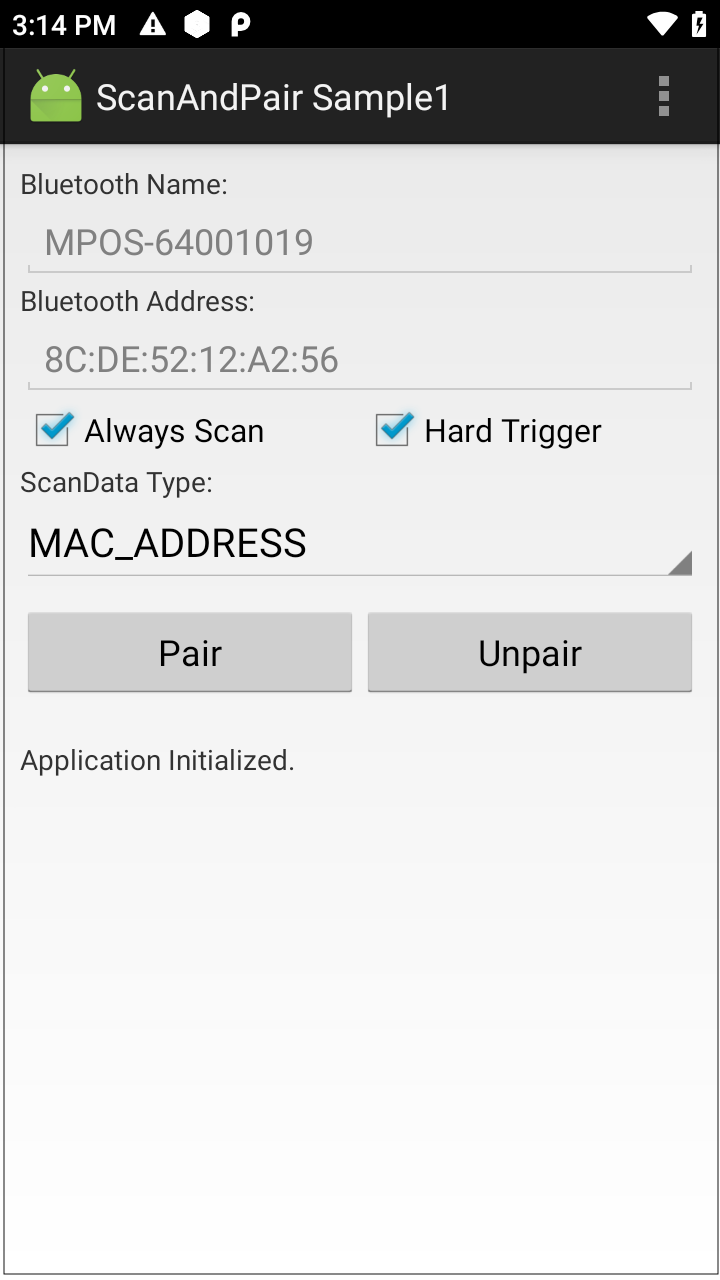 3:14 PM
ScanAndPair Sample1
Bluetooth Name:
MPOS-64001019
Bluetooth Address:
8C:DE:52:12:A2:56
Always Scan Hard Trigger
ScanData Type:
MAC_ADDRESS
Pair Unpair
Application Initialized.